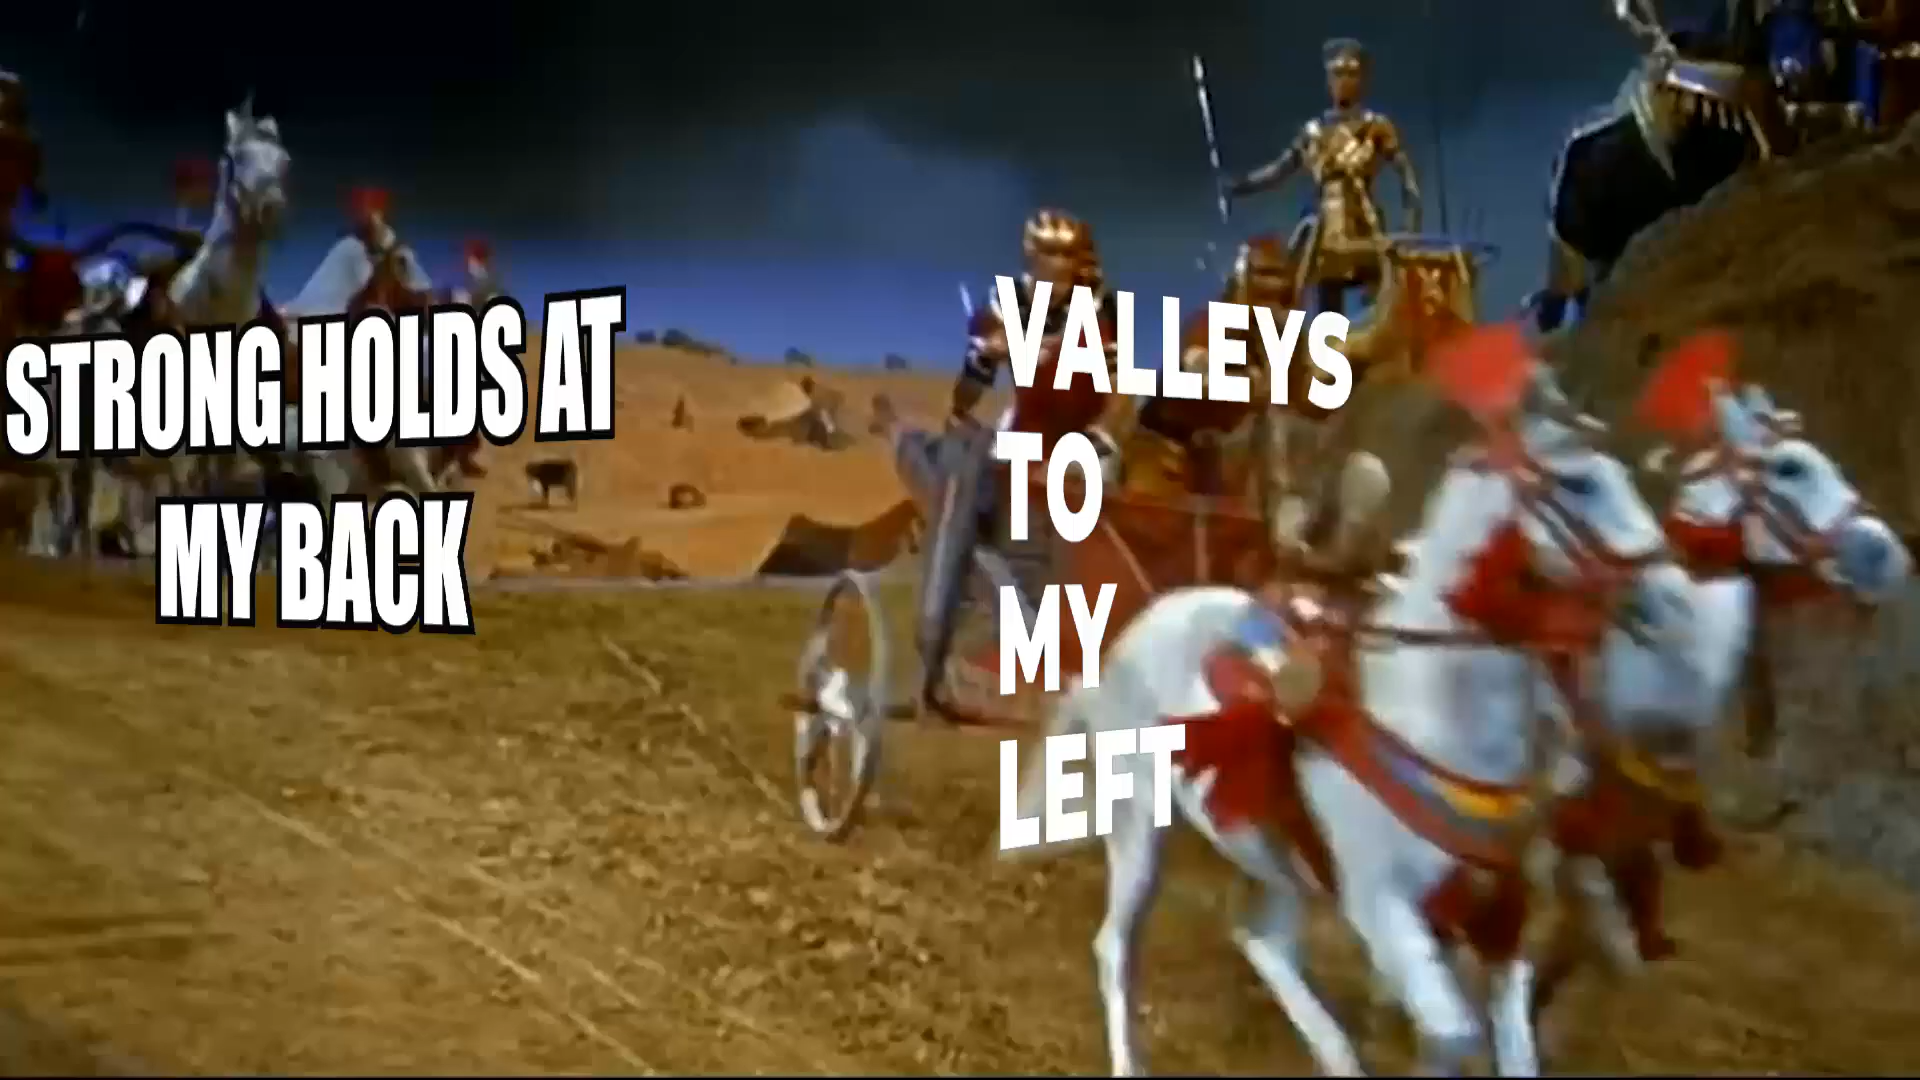 STRONG HOLDS AT
MY BACK
VALLEYS
TO
MY
LEFT